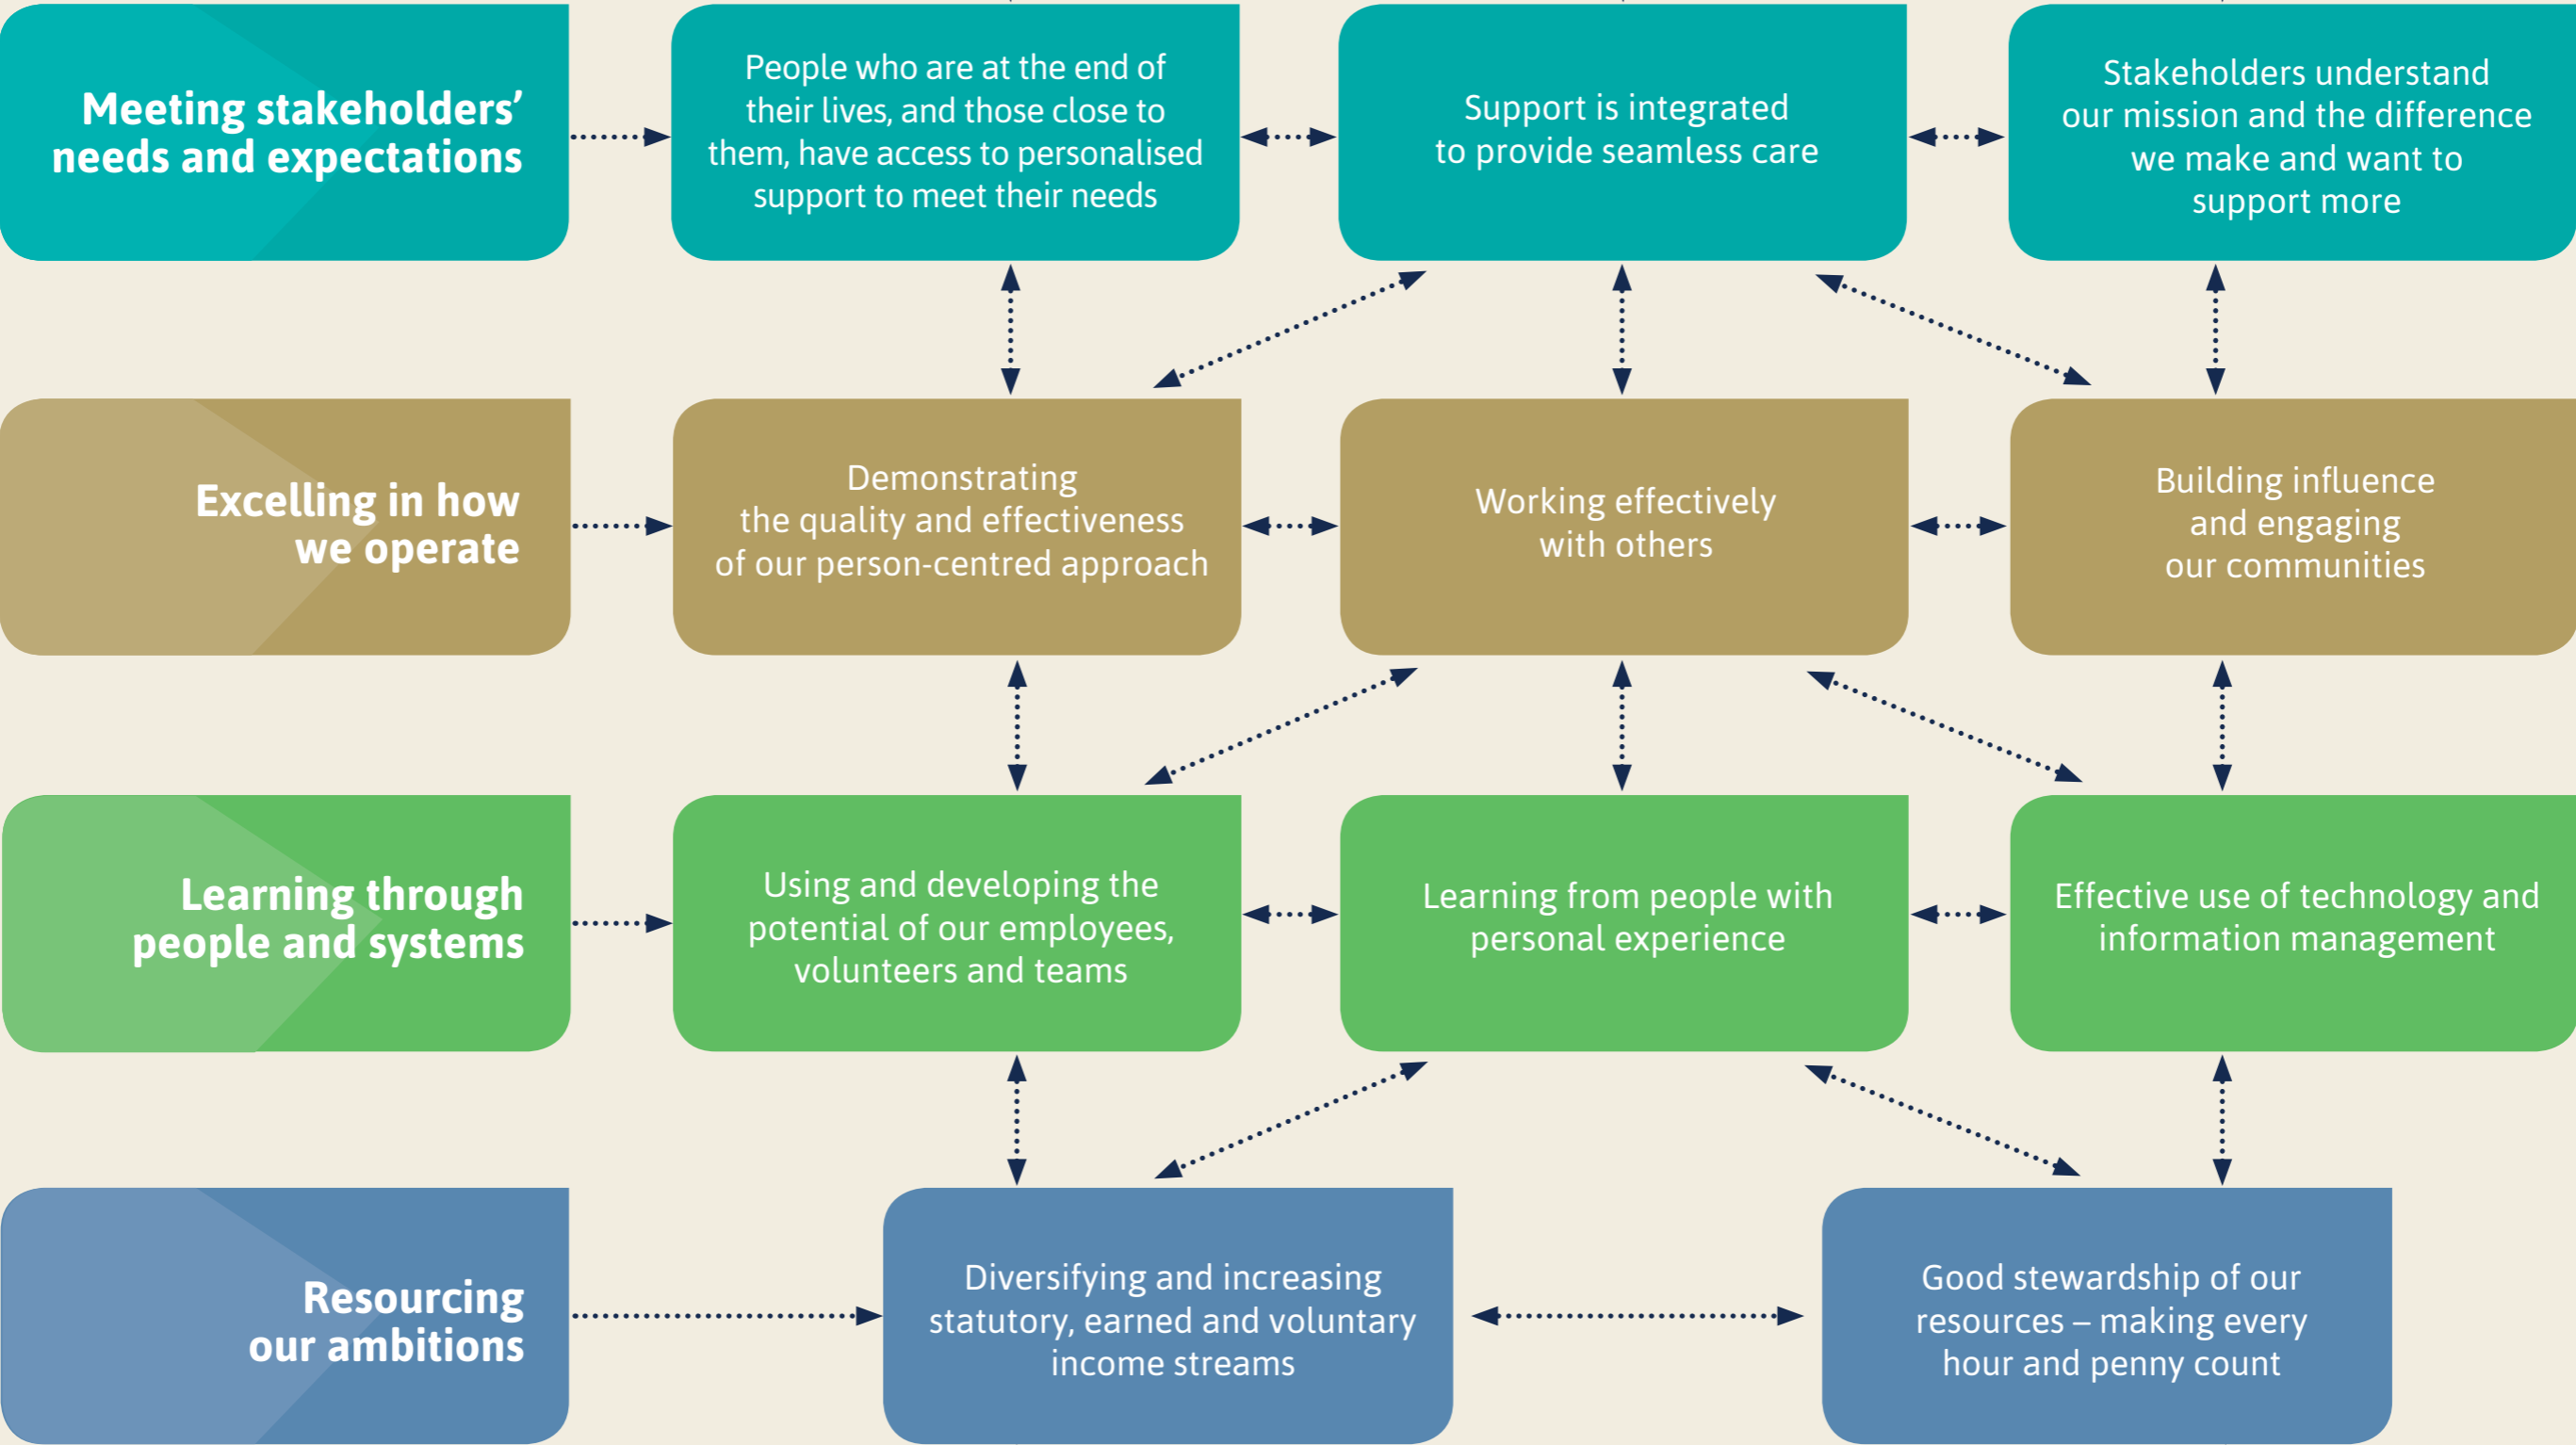 Meeting stakeholders’
needs and expectations
People who are at the end of
their lives, and those close to
them, have access to personalised
support to meet their needs
Support is integrated
to provide seamless care
Stakeholders understand
our mission and the difference
we make and want to
support more
Excelling in how
we operate
Demonstrating
the quality and effectiveness
of our person-centred approach
Working effectively
with others
Building influence
and engaging
our communities
Learning through
people and systems
Using and developing the
potential of our employees,
volunteers and teams
Learning from people with
personal experience
Effective use of technology and
information management
Resourcing
our ambitions
Diversifying and increasing
statutory, earned and voluntary
income streams
Good stewardship of our
resources – making every
hour and penny count